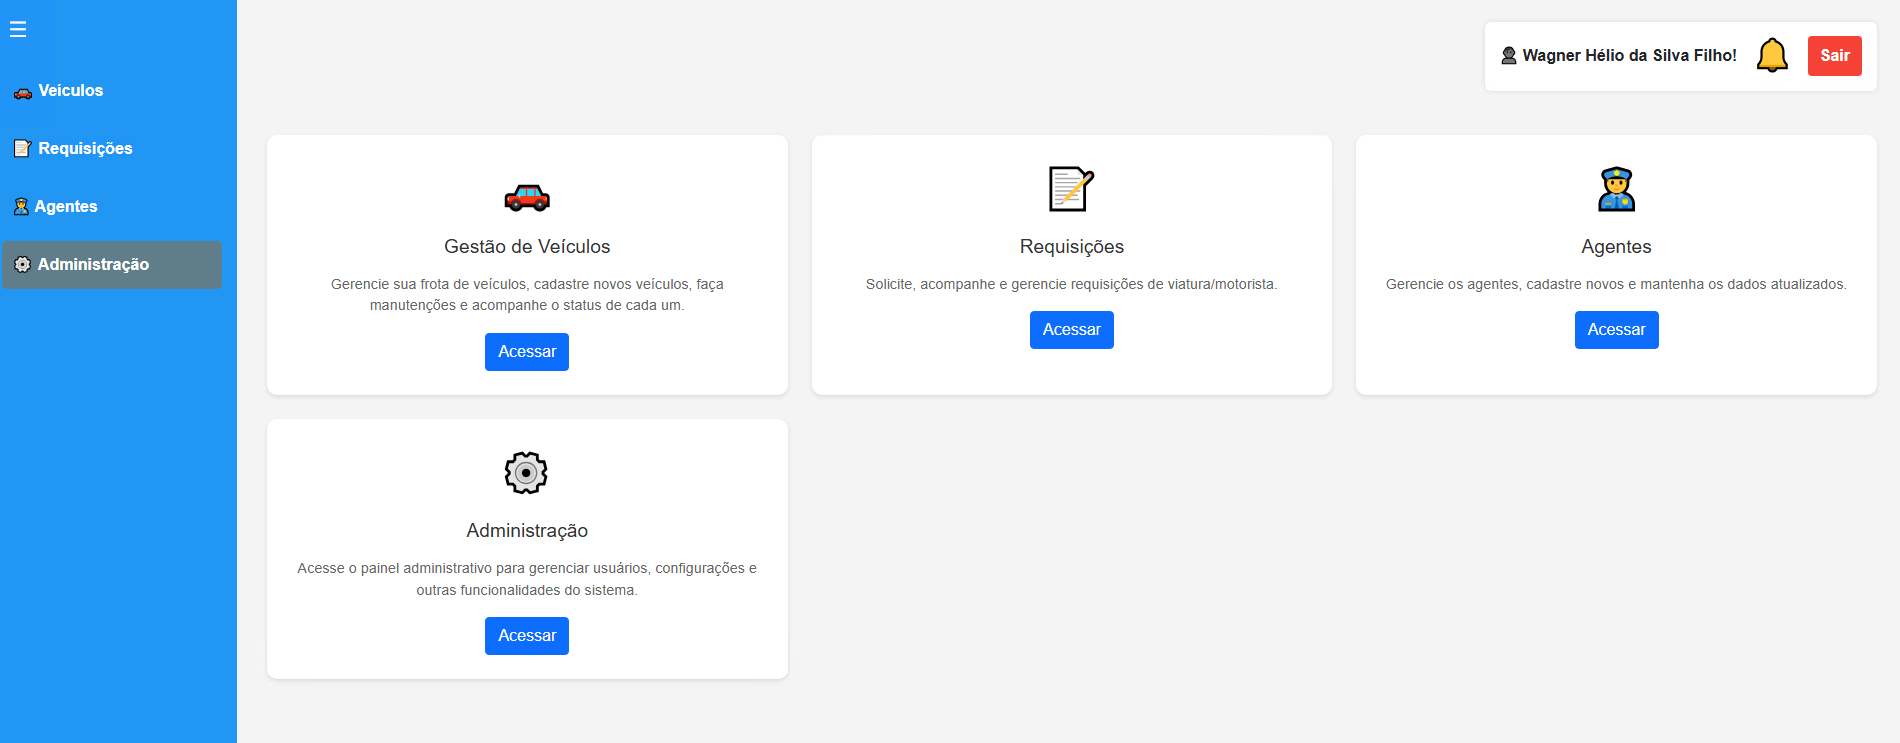 Veículos
Requisições
Agentes
Administração
Wagner Hélio da Silva Filho!
Sair
Gestão de Veículos
Gerencie sua frota de veículos, cadastre novos veículos, faça
manutenções e acompanhe o status de cada um.
Acessar
Requisições
Solicite, acompanhe e gerencie requisições de viatura/motorista.
Acessar
Agentes
Gerencie os agentes, cadastre novos e mantenha os dados atualizados.
Acessar
Administração
Acesse o painel administrativo para gerenciar usuários, configurações e
outras funcionalidades do sistema.
Acessar